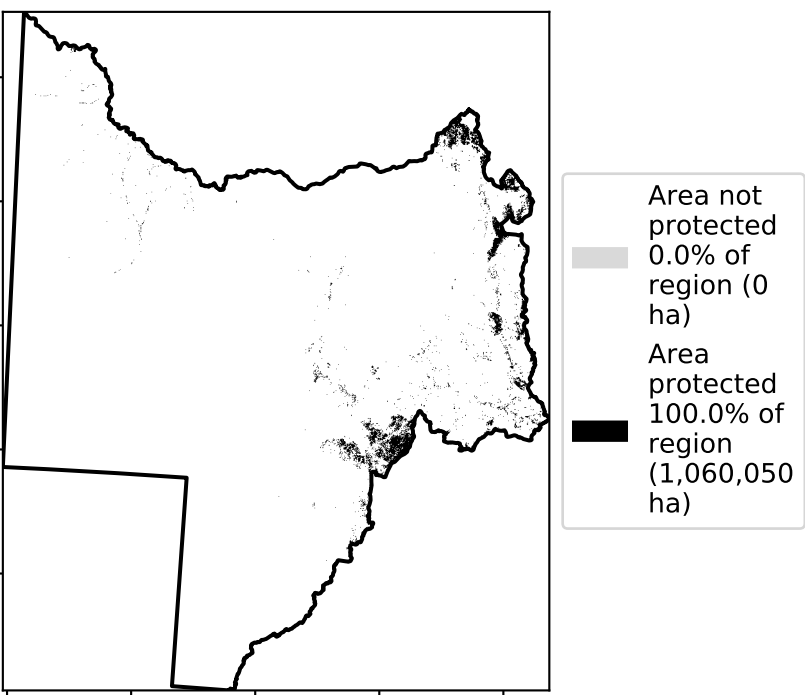 Area not
protected
0.0% of
region (0
ha)
Area
protected
100.0% of
region
(1,060,050
ha)